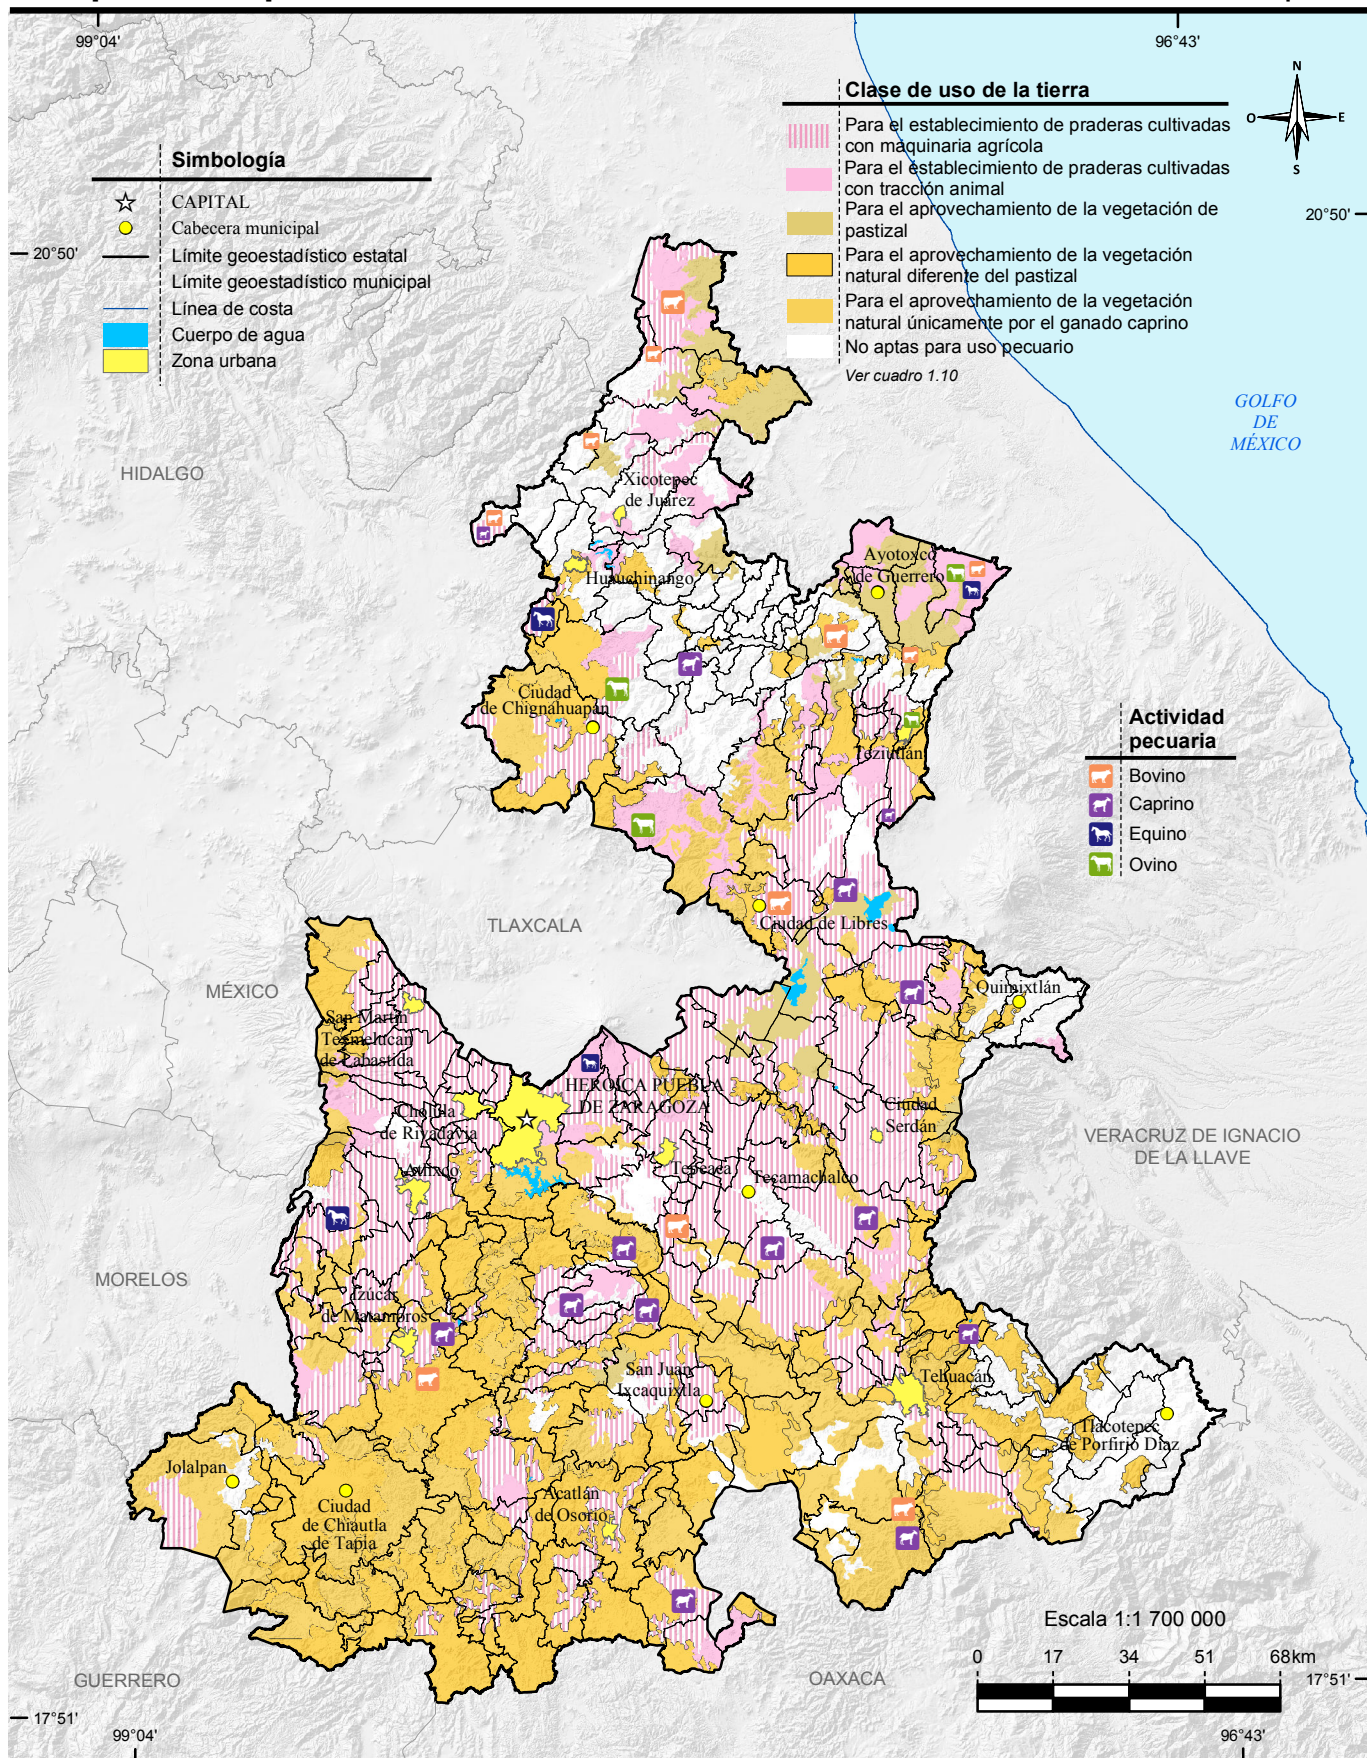 99°04'
96°43'
Clase de uso de la tierra
Para el establecimiento de praderas cultivadas
con maquinaria agrícola
Para el establecimiento de praderas cultivadas
con tracción animal
Para el aprovechamiento de la vegetación de
pastizal
Para el aprovechamiento de la vegetación
natural diferente del pastizal
Para el aprovechamiento de la vegetación
natural únicamente por el ganado caprino
No aptas para uso pecuario
Ver cuadro 1.10
N
O
E
S
Simbología
CAPITAL
Cabecera municipal
Límite geoestadístico estatal
Límite geoestadístico municipal
Línea de costa
Cuerpo de agua
Zona urbana
20°50'
20°50'
GOLFO
DE
MÉXICO
HIDALGO
Xicotepec
de Juárez
Ayotoxco
de Guerrero
Huauchinango
Ciudad
de Chignahuapan
Teziutlán
Actividad
pecuaria
Bovino
Caprino
Equino
Ovino
TLAXCALA
Ciudad de Libres
MÉXICO
Quimixtlán
San Martín
Texmelucan
de Labastida
HEROICA PUEBLA
DE ZARAGOZA
Cholula
de Rivadavia
Ciudad
Serdán
VERACRUZ DE IGNACIO
DE LA LLAVE
Atlixco
Tepeaca
Tecamachalco
MORELOS
Izúcar
de Matamoros
San Juan
Ixcaquixtla
Tehuacán
Tlacotepec
de Porfirio Díaz
Jolalpan
Ciudad
de Chiautla
de Tapia
Acatlán
de Osorio
Escala 1:1 700 000
0
17
34
51
68km
GUERRERO
OAXACA
17°51'
17°51'
99°04'
96°43'